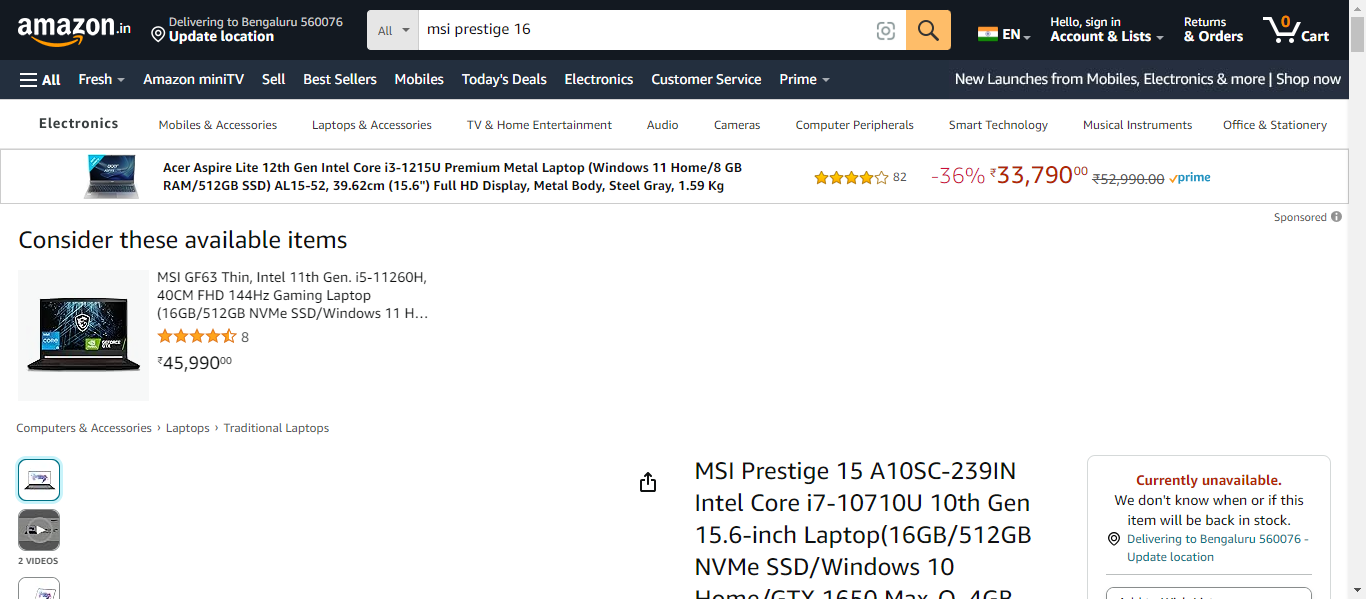 amazon.in
Delivering to Bengaluru 560076
Update location
All
msi prestige 16
EN
Hello, sign in
Account & Lists
Returns
& Orders
0
Cart
All
Fresh
Amazon miniTV
Sell
Best Sellers
Mobiles
Today's Deals
Electronics
Customer Service
Prime
New Launches from Mobiles, Electronics & more | Shop now
Electronics
Mobiles & Accessories
Laptops & Accessories
TV & Home Entertainment
Audio
Cameras
Computer Peripherals
Smart Technology
Musical Instruments
Office & Stationery
Acer Aspire Lite 12th Gen Intel Core i3-1215U Premium Metal Laptop (Windows 11 Home/8 GB
RAM/512GB SSD) AL15-52, 39.62cm (15.6") Full HD Display, Metal Body, Steel Gray, 1.59 Kg
82
-36% ₹33,79000 ₹52,990.00 prime
Sponsored
Consider these available items
MSI GF63 Thin, Intel 11th Gen. i5-11260H,
40CM FHD 144Hz Gaming Laptop
(16GB/512GB NVMe SSD/Windows 11 H…
8
₹45,99000
Computers & Accessories › Laptops › Traditional Laptops
2 VIDEOS
MSI Prestige 15 A10SC-239IN
Intel Core i7-10710U 10th Gen
15.6-inch Laptop(16GB/512GB
NVMe SSD/Windows 10
Home/GTX 1650 Max-Q, 4GB
Currently unavailable.
We don't know when or if this
item will be back in stock.
Delivering to Bengaluru 560076 -
Update location